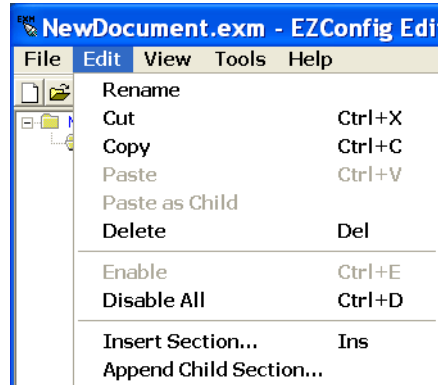 NewDocument.exm - EZConfig Edi
File Edit View Tools Help
Rename
Cut Ctrl+X
Copy Ctrl+C
Paste Ctrl+V
Paste as Child
Delete Del
Enable Ctrl+E
Disable All Ctrl+D
Insert Section... Ins
Append Child Section...